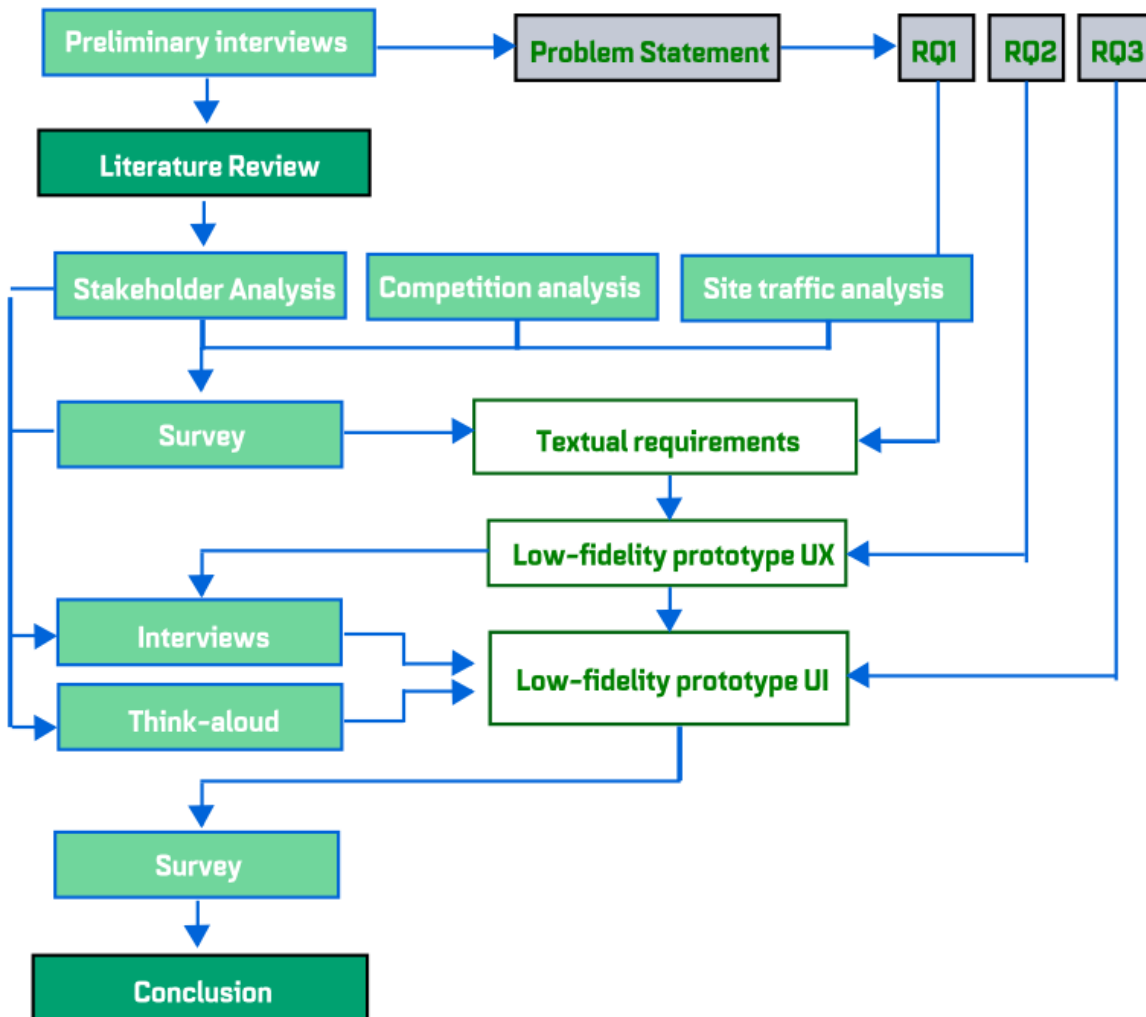 Preliminary interviews
Problem Statement
RQ1
RQ2
RQ3
Literature Review
Stakeholder Analysis
Competition analysis
Site traffic analysis
Survey
Textual requirements
Low-fidelity prototype UX
Interviews
Low-fidelity prototype UI
Think-aloud
Survey
Conclusion